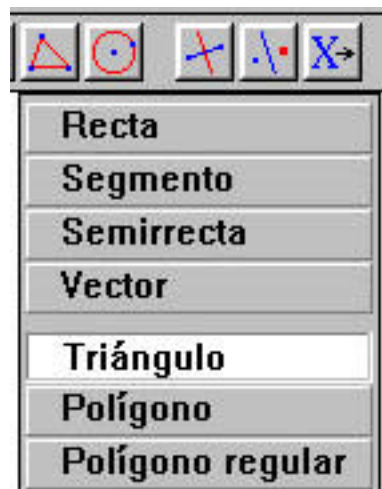 X
Recta
Segmento
Semirrecta
Vector
Triángulo
Polígono
Polígono regular